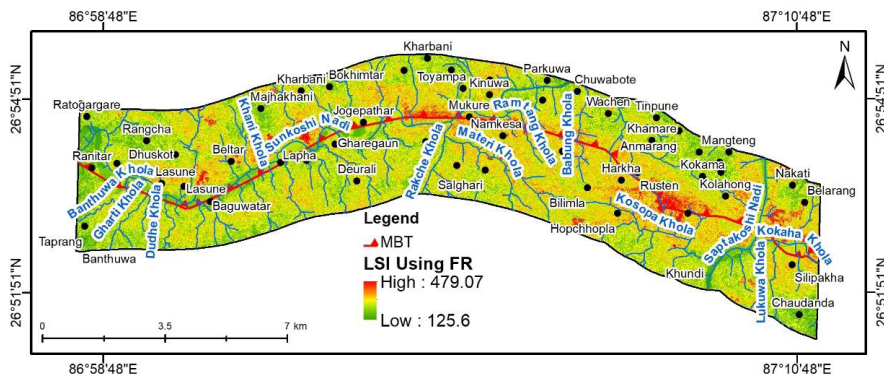 86°58'48"E
87°10'48"E
Kharbani
N
26°54'51"N
26°54'51"N
Toyampa
Kinuwa
Parkuwa
Chuwabote
Kharbani
Bokhimtar
Majhakhani
Ratogargare
Rangcha
Khani Khola
Sunkoshi Nadi
Jogepathar
Mukure
Ramtang Khola
Namkesa
Babung Khola
Wachen
Tinpune
Khamare
Anmarang
Mangteng
Ranitar
Dhuskot
Beltar
Lapha
Gharegaun
Rakche Khola
Materi Khola
Kokama
Lasune
Lasune
Deurali
Salghari
Harkha
Rusten
Kolahong
Nakati
Belarang
Banthuwa Khola
Gharti Khola
Dudhe Khola
Baguwatar
Bilimla
Kosopa Khola
Saptakoshi Nadi
Kokaha Khola
Taprang
Banthuwa
Hopchhopla
Khundi
Lukuwa Khola
Silipakha
Chaudanda
Legend
MBT
LSI Using FR
High : 479.07
Low : 125.6
0 3.5 7 km
26°51'51"N
26°51'51"N
86°58'48"E
87°10'48"E